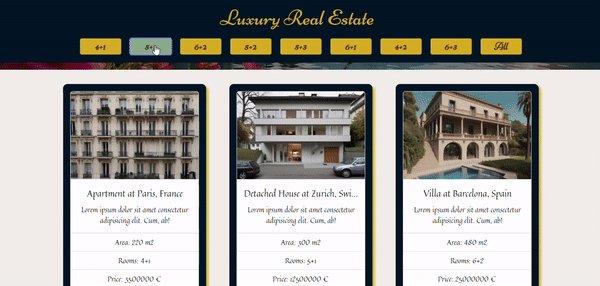 Luxury Real Estate
4+1 5+1 6+2 8+2 8+3 6+1 4+2 6+3 All
Apartment at Paris, France
Lorem ipsum dolor sit amet consectetur
adipisicing elit. Cum, ab!
Area: 220 m2
Rooms: 4+1
Price: 3500000 €
Detached House at Zurich, Swi...
Lorem ipsum dolor sit amet consectetur
adipisicing elit. Cum, ab!
Area: 300 m2
Rooms: 5+1
Price: 12500000 €
Villa at Barcelona, Spain
Lorem ipsum dolor sit amet consectetur
adipisicing elit. Cum, ab!
Area: 480 m2
Rooms: 6+2
Price: 25000000 €